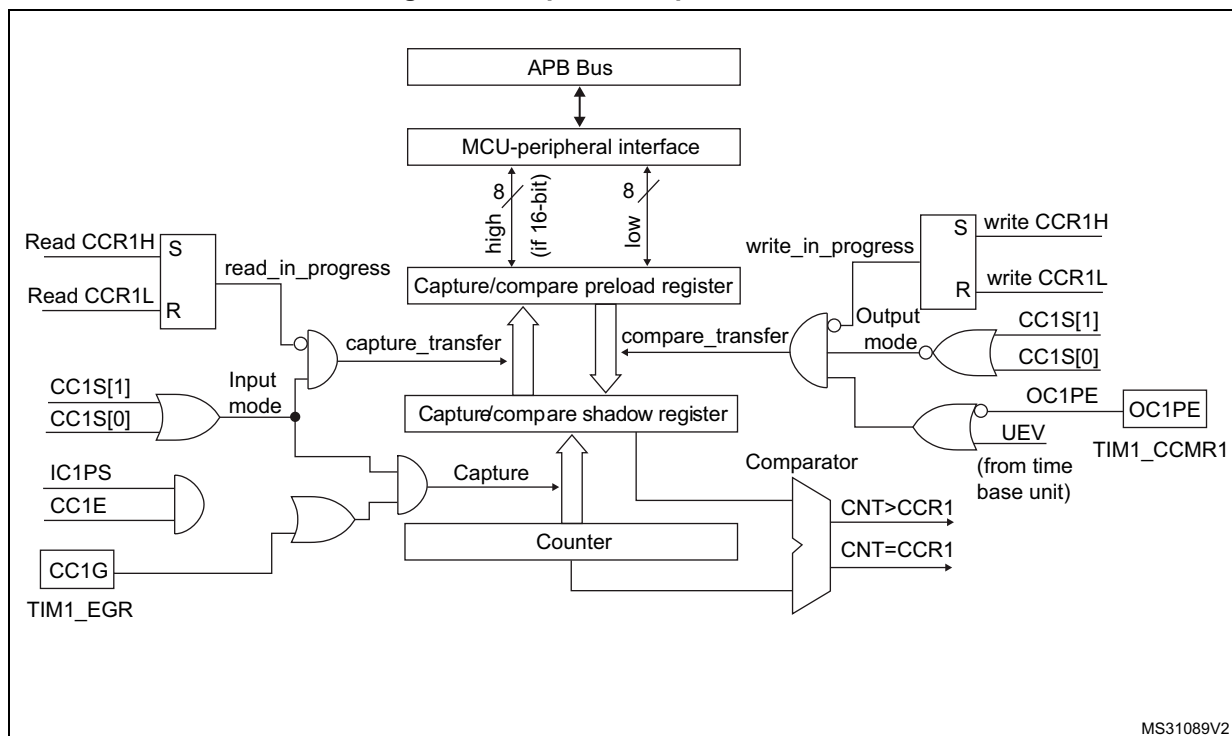 APB Bus
MCU-peripheral interface
8
high
(if 16-bit)
8
low
Read CCR1H
S
read_in_progress
Read CCR1L
R
write_in_progress
S
write CCR1H
R
write CCR1L
Capture/compare preload register
capture_transfer
compare_transfer
Output
mode
CC1S[1]
CC1S[0]
CC1S[1]
CC1S[0]
Input
mode
Capture/compare shadow register
OC1PE
OC1PE
UEV
TIM1_CCMR1
(from time
base unit)
IC1PS
CC1E
Capture
Comparator
CNT>CCR1
Counter
CNT=CCR1
CC1G
TIM1_EGR
MS31089V2